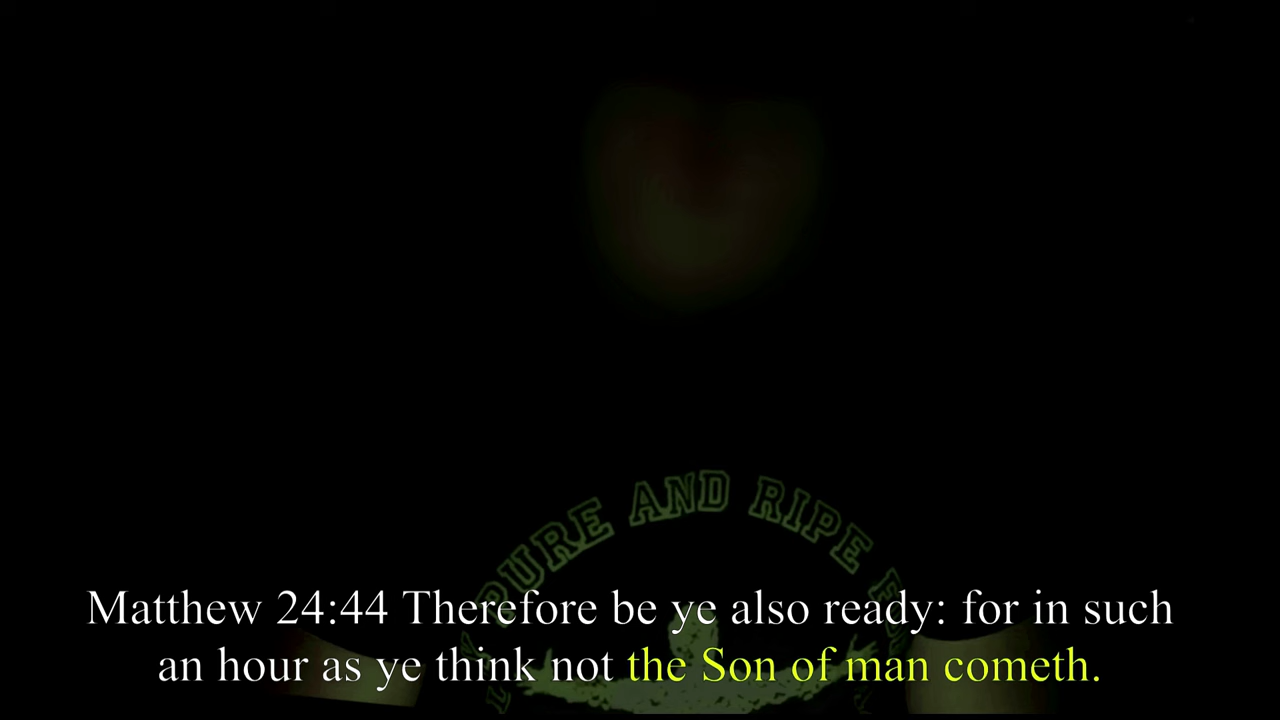 PURE AND RIPE
Matthew 24:44 Therefore be ye also ready: for in such
an hour as ye think not the Son of man cometh.